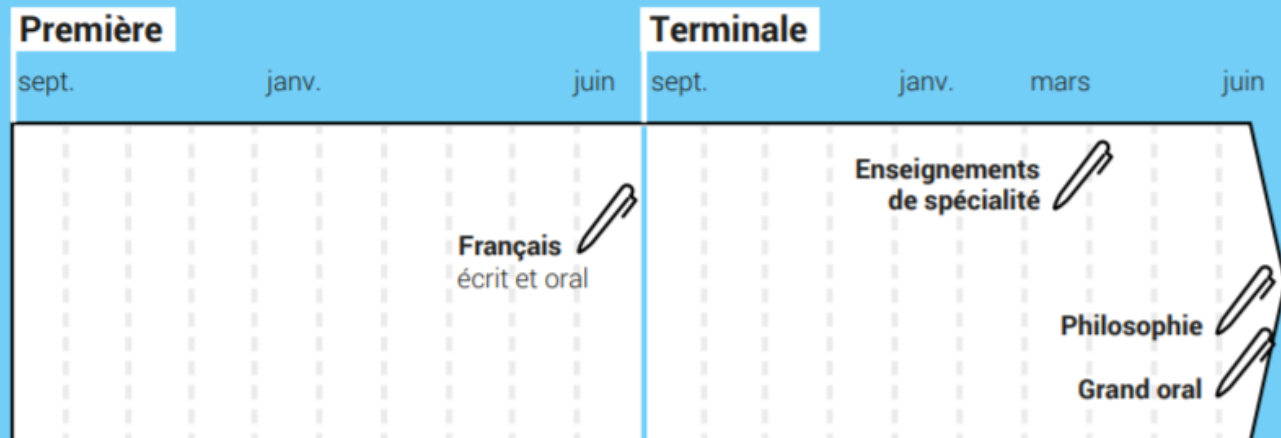 Première
Terminale
sept.
janv.
juin
sept.
janv.
mars
juin
Enseignements
de spécialité
Français
écrit et oral
Philosophie
Grand oral